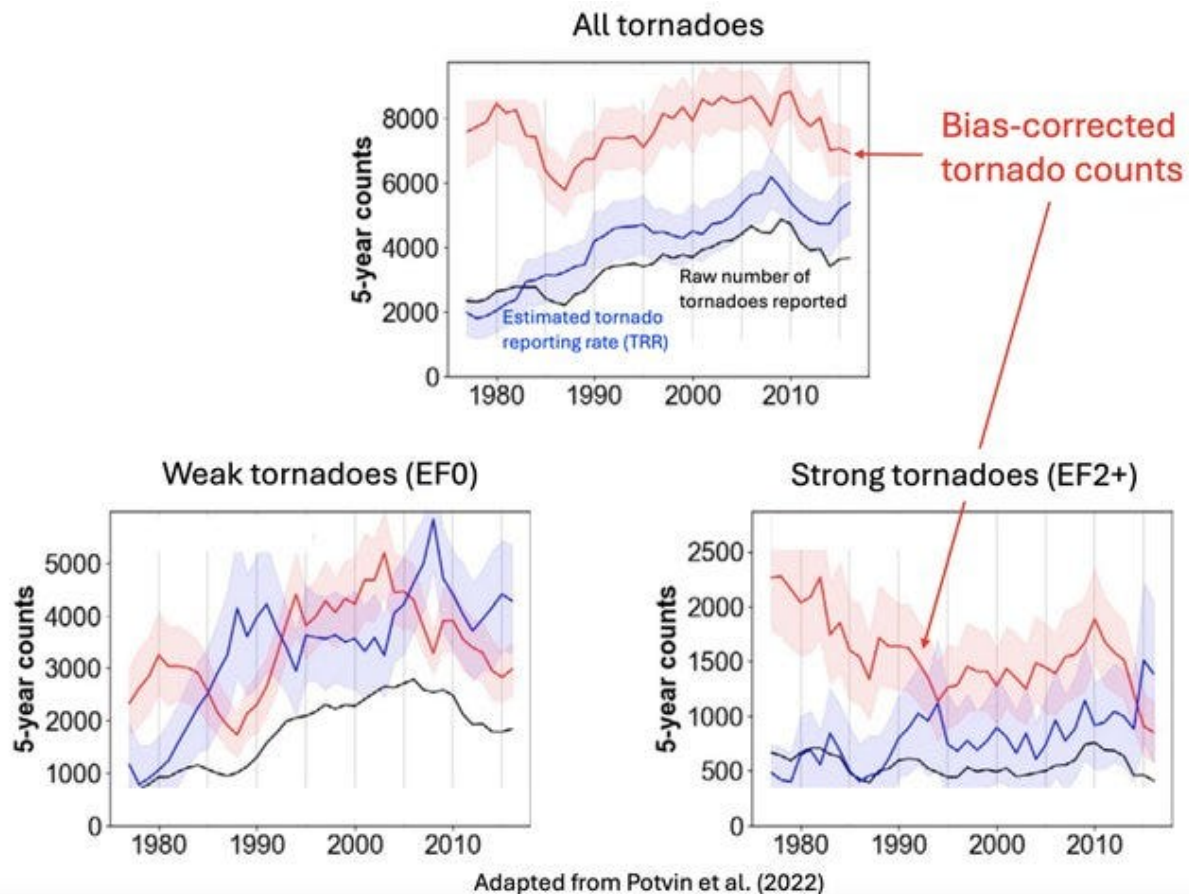 All tornadoes
5-year counts
8000
6000
4000
2000
0
1980 1990 2000 2010
Raw number of
tornadoes reported
Estimated tornado
reporting rate (TRR)
Bias-corrected
tornado counts
Weak tornadoes (EF0)
5-year counts
5000
4000
3000
2000
1000
0
1980 1990 2000 2010
Strong tornadoes (EF2+)
5-year counts
2500
2000
1500
1000
500
0
1980 1990 2000 2010
Adapted from Potvin et al. (2022)